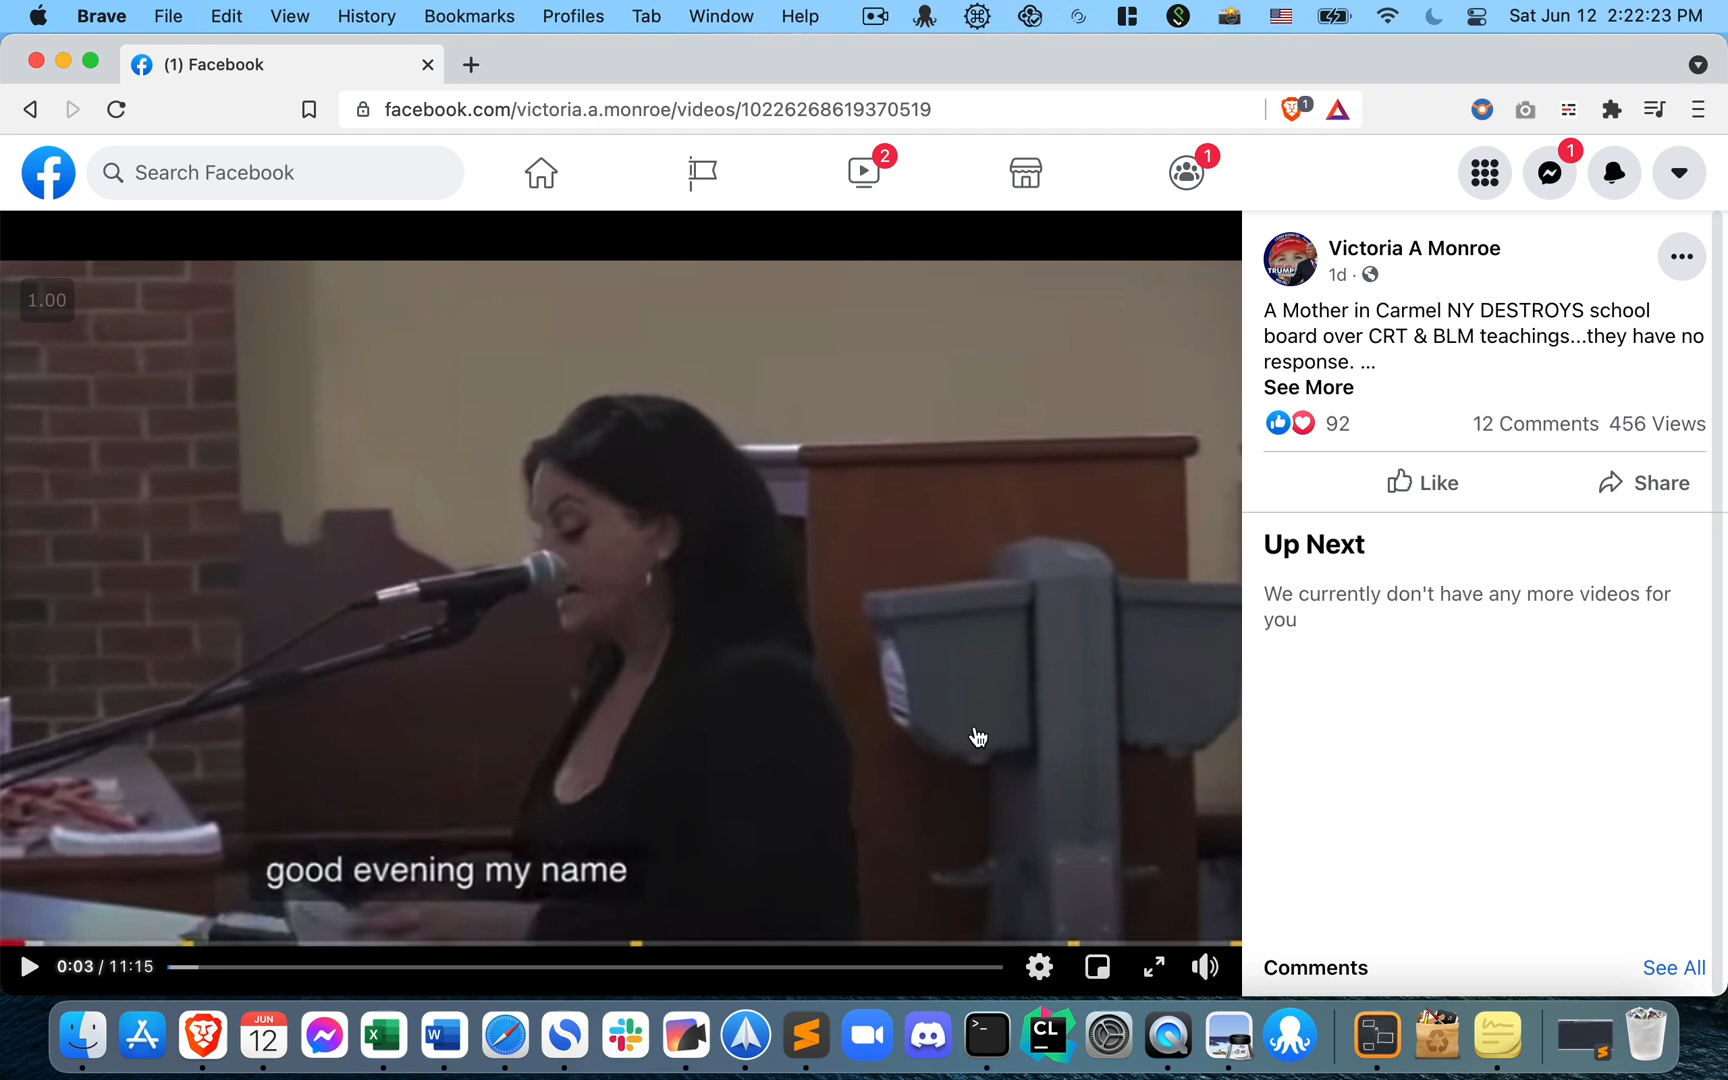 Brave File Edit View History Bookmarks Profiles Tab Window Help Sat Jun 12 2:22:23 PM
(1) Facebook
facebook.com/victoria.a.monroe/videos/10226268619370519
1
Search Facebook
2
1
1
1.00
TRUMP
Victoria A Monroe
1d ·
A Mother in Carmel NY DESTROYS school
board over CRT & BLM teachings...they have no
response. ...
See More
92 12 Comments 456 Views
Like Share
Up Next
We currently don't have any more videos for
you
good evening my name
0:03 / 11:15
Comments See All
JUN
12
CL